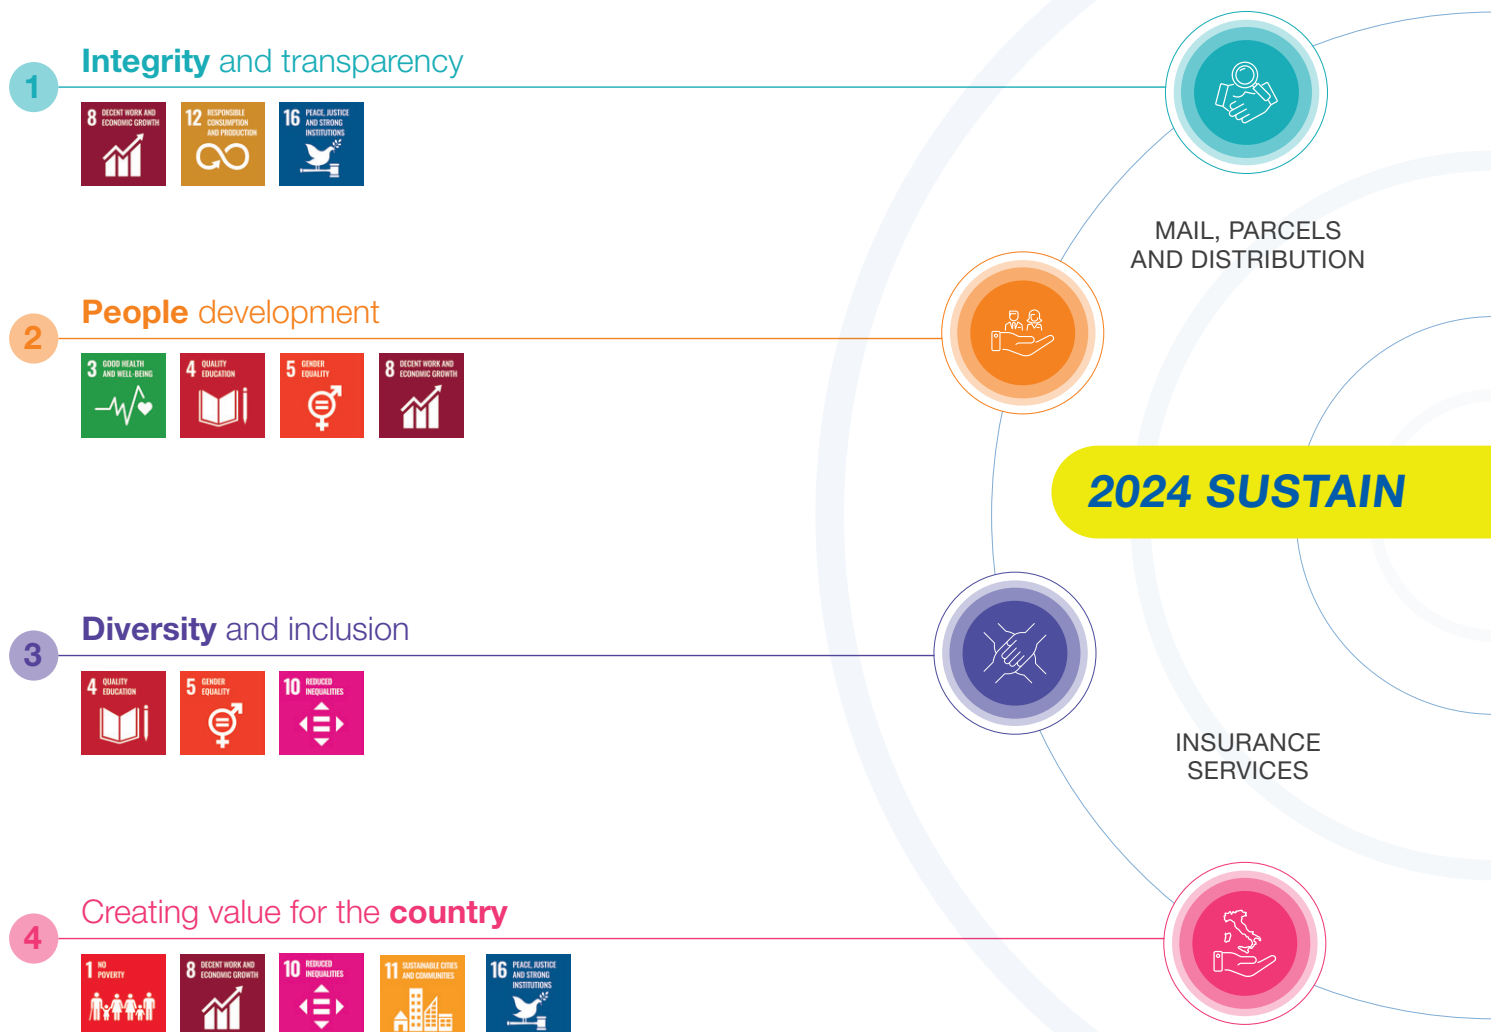 1
Integrity and transparency
8 DECENT WORK AND
ECONOMIC GROWTH
12 RESPONSIBLE
CONSUMPTION
AND PRODUCTION
16 PEACE, JUSTICE
AND STRONG
INSTITUTIONS
MAIL, PARCELS
AND DISTRIBUTION
2
People development
3 GOOD HEALTH
AND WELL-BEING
4 QUALITY
EDUCATION
5 GENDER
EQUALITY
8 DECENT WORK AND
ECONOMIC GROWTH
2024 SUSTAIN
3
Diversity and inclusion
4 QUALITY
EDUCATION
5 GENDER
EQUALITY
10 REDUCED
INEQUALITIES
INSURANCE
SERVICES
4
Creating value for the country
1 NO
POVERTY
8 DECENT WORK AND
ECONOMIC GROWTH
10 REDUCED
INEQUALITIES
11 SUSTAINABLE CITIES
AND COMMUNITIES
16 PEACE, JUSTICE
AND STRONG
INSTITUTIONS